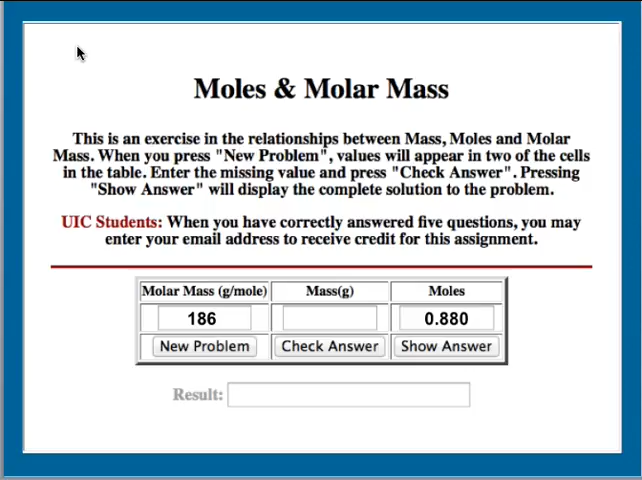 Moles & Molar Mass
This is an exercise in the relationships between Mass, Moles and Molar
Mass. When you press "New Problem", values will appear in two of the cells
in the table. Enter the missing value and press "Check Answer". Pressing
"Show Answer" will display the complete solution to the problem.
UIC Students: When you have correctly answered five questions, you may
enter your email address to receive credit for this assignment.
Molar Mass (g/mole) Mass(g) Moles
186 0.880
New Problem Check Answer Show Answer
Result: